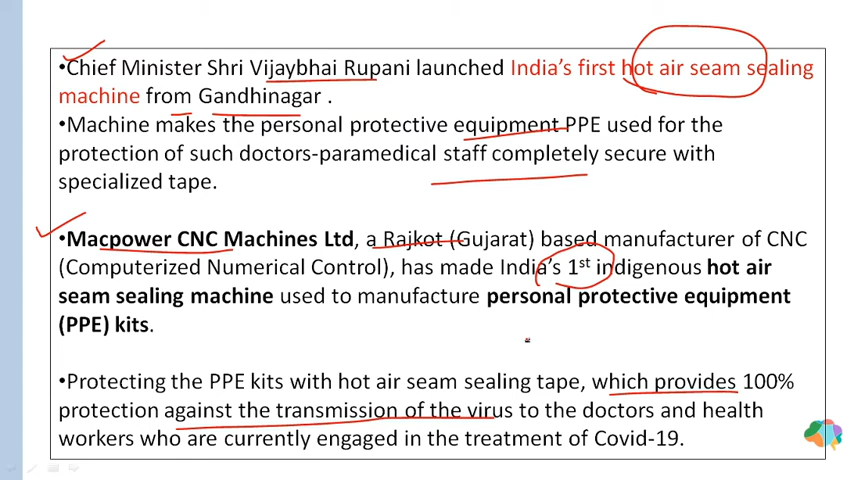 •Chief Minister Shri Vijaybhai Rupani launched India's first hot air seam sealing
machine from Gandhinagar .
•Machine makes the personal protective equipment PPE used for the
protection of such doctors-paramedical staff completely secure with
specialized tape.
•Macpower CNC Machines Ltd, a Rajkot (Gujarat) based manufacturer of CNC
(Computerized Numerical Control), has made India's 1st indigenous hot air
seam sealing machine used to manufacture personal protective equipment
(PPE) kits.
•Protecting the PPE kits with hot air seam sealing tape, which provides 100%
protection against the transmission of the virus to the doctors and health
workers who are currently engaged in the treatment of Covid-19.